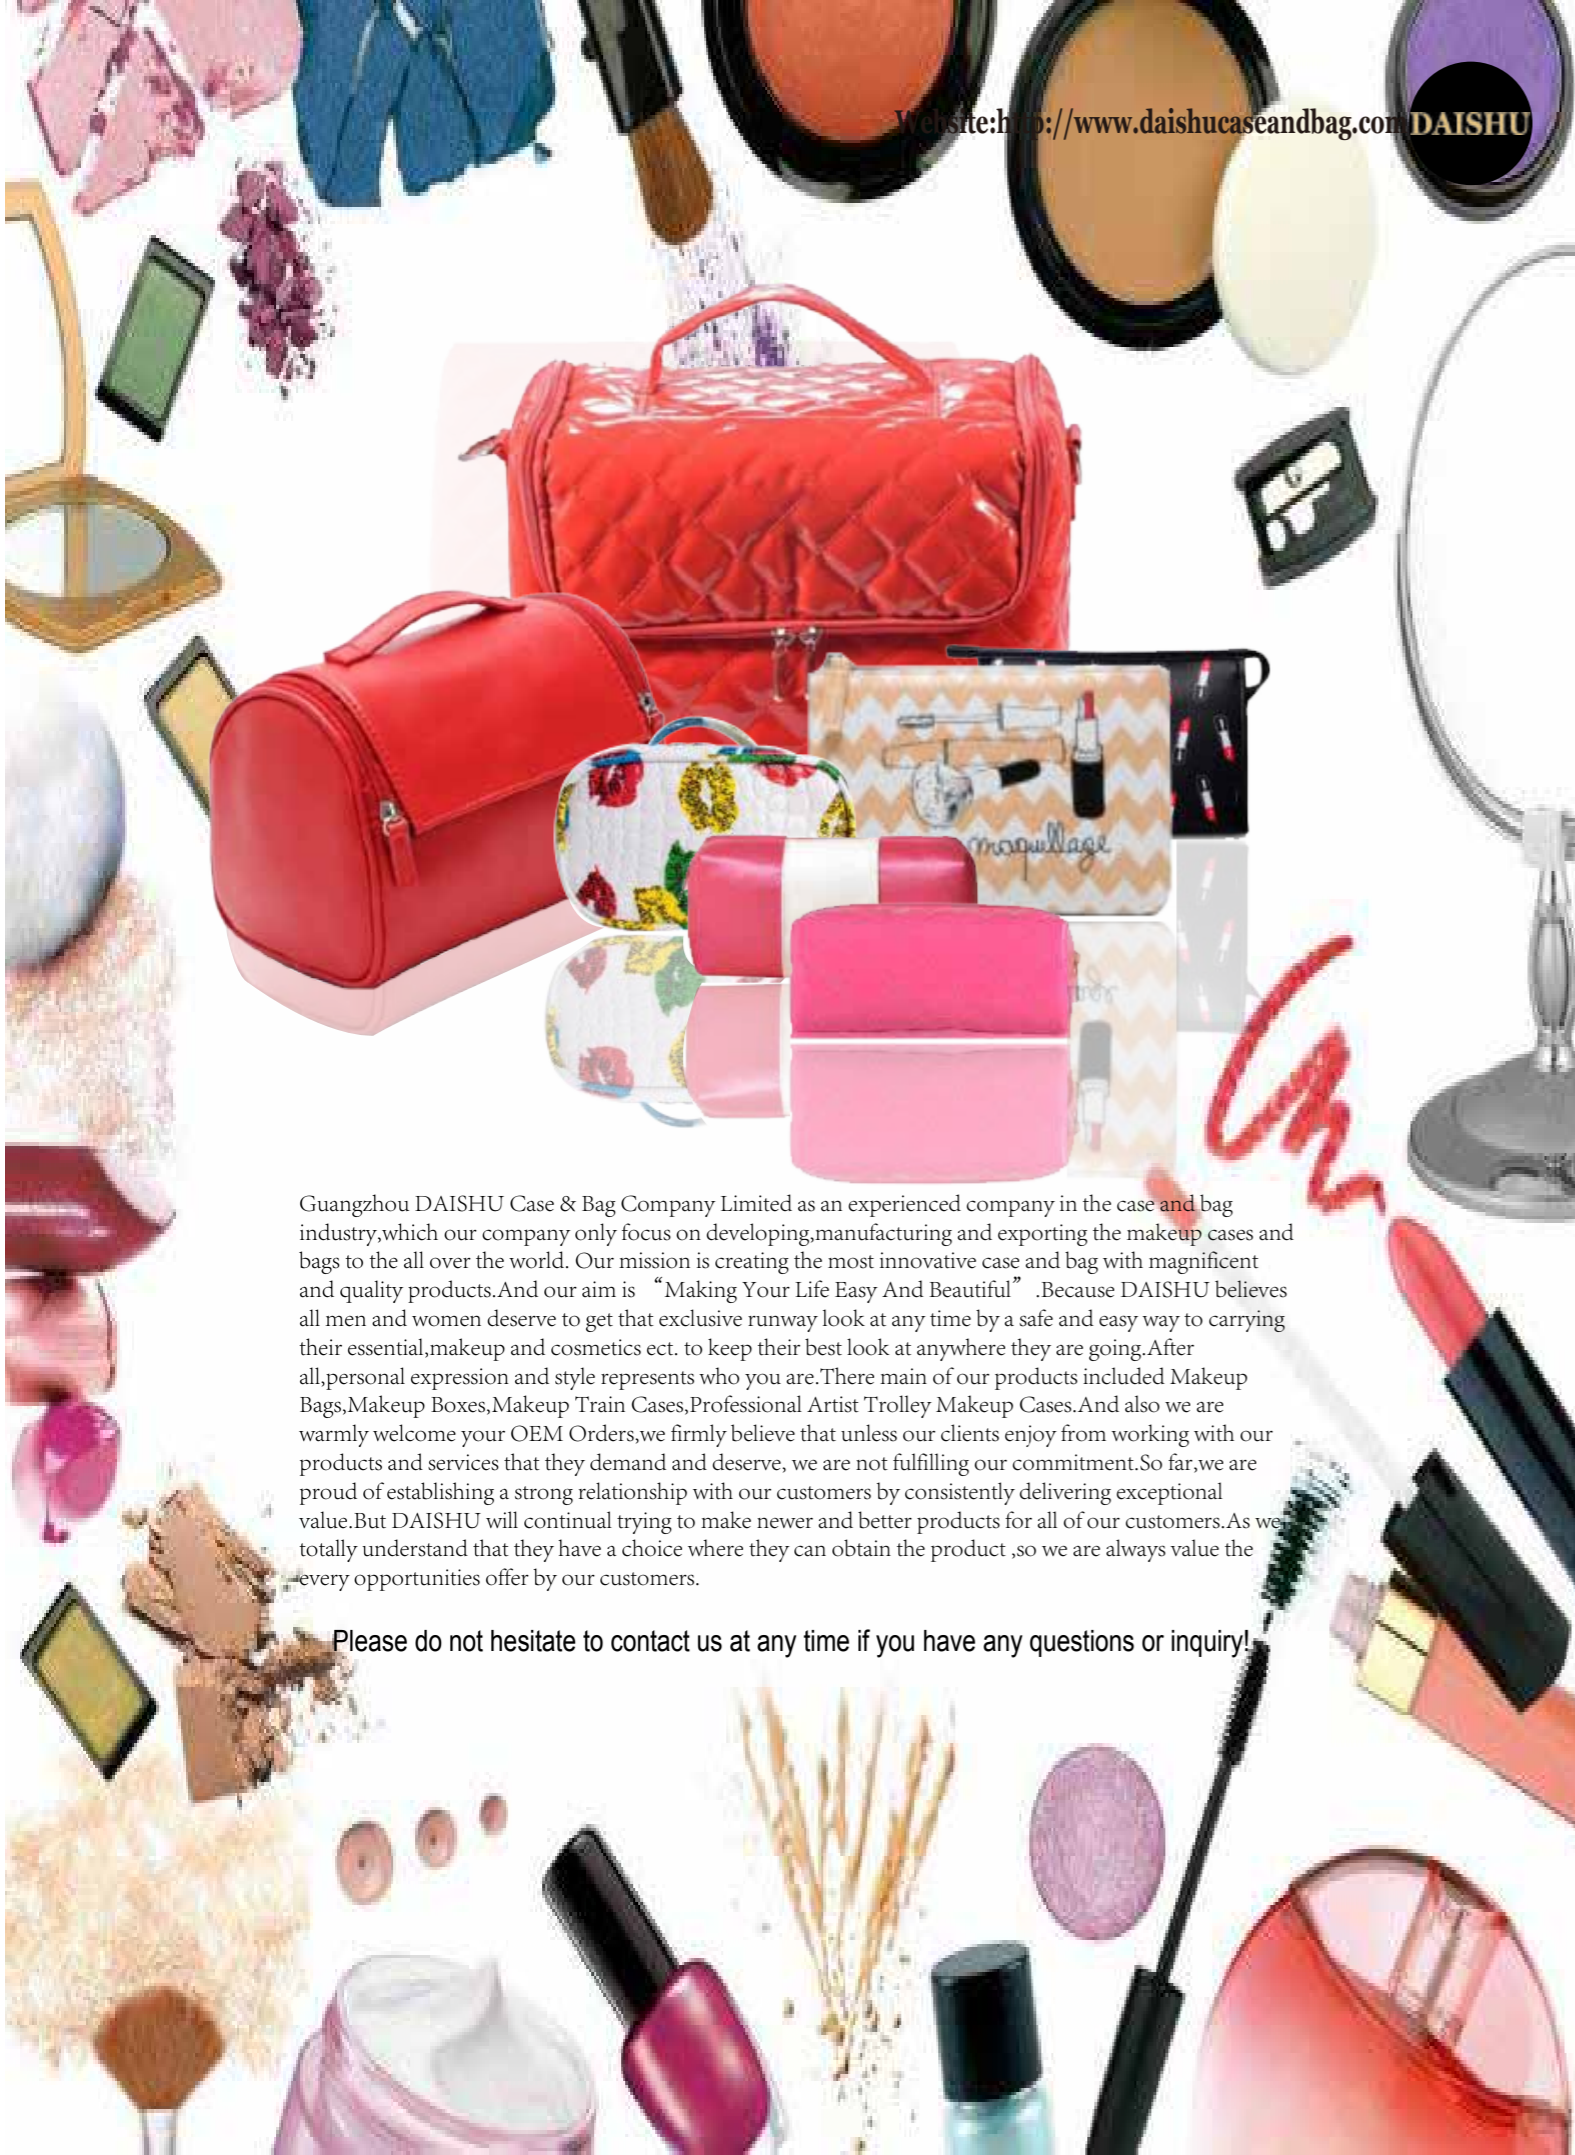 Website:http://www.daishucaseandbag.com DAISHU
maquillage
Guangzhou DAISHU Case & Bag Company Limited as an experienced company in the case and bag
industry,which our company only focus on developing,manufacturing and exporting the makeup cases and
bags to the all over the world. Our mission is creating the most innovative case and bag with magnificent
and quality products.And our aim is “Making Your Life Easy And Beautiful” .Because DAISHU believes
all men and women deserve to get that exclusive runway look at any time by a safe and easy way to carrying
their essential,makeup and cosmetics ect. to keep their best look at anywhere they are going.After
all,personal expression and style represents who you are.There main of our products included Makeup
Bags,Makeup Boxes,Makeup Train Cases,Professional Artist Trolley Makeup Cases.And also we are
warmly welcome your OEM Orders,we firmly believe that unless our clients enjoy from working with our
products and services that they demand and deserve, we are not fulfilling our commitment.So far,we are
proud of establishing a strong relationship with our customers by consistently delivering exceptional
value.But DAISHU will continual trying to make newer and better products for all of our customers.As we
totally understand that they have a choice where they can obtain the product ,so we are always value the
every opportunities offer by our customers.
Please do not hesitate to contact us at any time if you have any questions or inquiry!